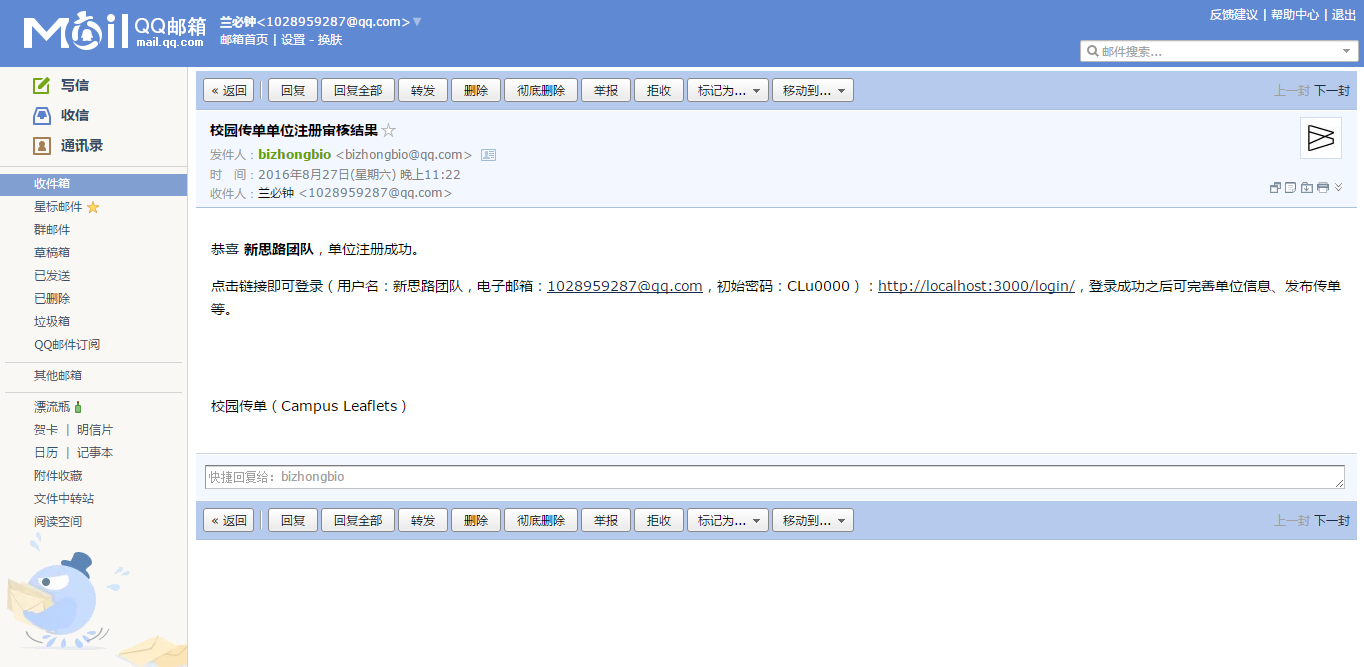 Mail QQ邮箱 mail.qq.com
兰必钟<1028959287@qq.com>
邮箱首页 | 设置 - 换肤
反馈建议 | 帮助中心 | 退出
邮件搜索...
写信
收信
通讯录
收件箱
星标邮件
群邮件
草稿箱
已发送
已删除
垃圾箱
QQ邮件订阅
其他邮箱
漂流瓶
贺卡 | 明信片
日历 | 记事本
附件收藏
文件中转站
阅读空间
« 返回 回复 回复全部 转发 删除 彻底删除 举报 拒收 标记为... 移动到... 上一封 下一封
校园传单单位注册审核结果
发件人：bizhongbio <bizhongbio@qq.com>
时 间：2016年8月27日(星期六) 晚上11:22
收件人：兰必钟 <1028959287@qq.com>
恭喜 新思路团队，单位注册成功。
点击链接即可登录（用户名：新思路团队，电子邮箱：1028959287@qq.com，初始密码：CLu0000）：http://localhost:3000/login/，登录成功之后可完善单位信息、发布传单
等。
校园传单（Campus Leaflets）
快捷回复给：bizhongbio
« 返回 回复 回复全部 转发 删除 彻底删除 举报 拒收 标记为... 移动到... 上一封 下一封